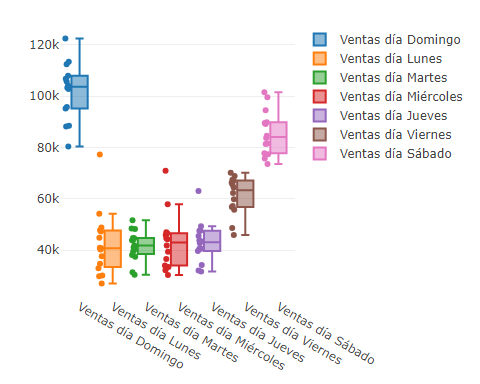 120k
100k
80k
60k
40k
Ventas día Domingo
Ventas día Lunes
Ventas día Martes
Ventas día Miércoles
Ventas día Jueves
Ventas día Viernes
Ventas día Sábado
Ventas día Domingo
Ventas día Lunes
Ventas día Martes
Ventas día Miércoles
Ventas día Jueves
Ventas día Viernes
Ventas día Sábado